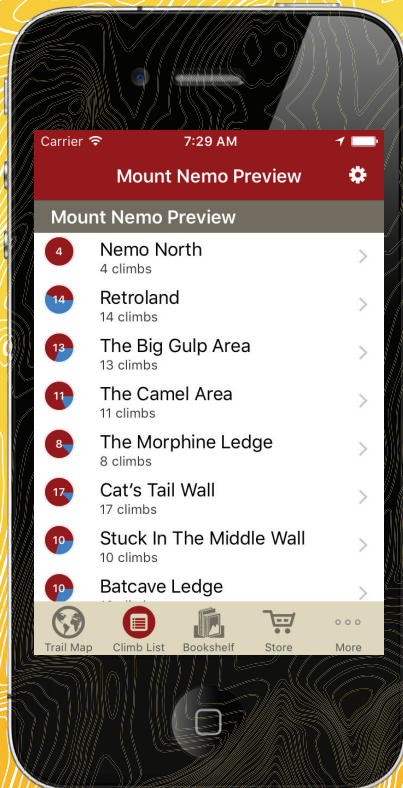 Carrier 7:29 AM
Mount Nemo Preview
Mount Nemo Preview
4 Nemo North
4 climbs
14 Retroland
14 climbs
13 The Big Gulp Area
13 climbs
11 The Camel Area
11 climbs
8 The Morphine Ledge
8 climbs
17 Cat's Tail Wall
17 climbs
10 Stuck In The Middle Wall
10 climbs
10 Batcave Ledge
Trail Map Climb List Bookshelf Store More